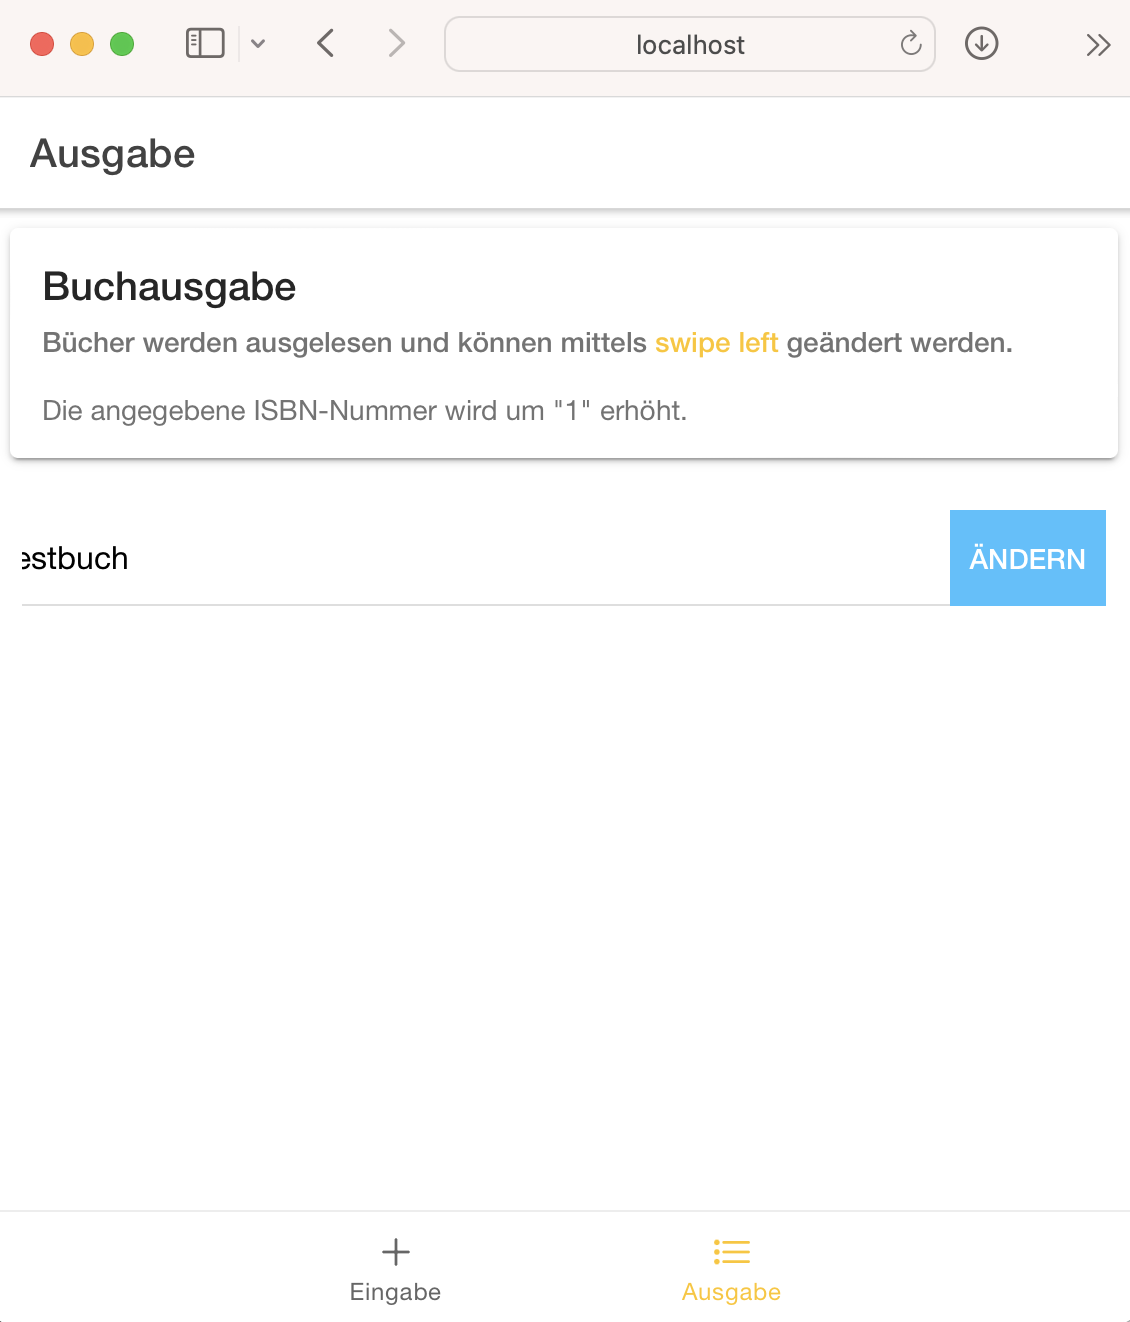 localhost
Ausgabe
Buchausgabe
Bücher werden ausgelesen und können mittels swipe left geändert werden.
Die angegebene ISBN-Nummer wird um "1" erhöht.
estbuch
ÄNDERN
Eingabe
Ausgabe